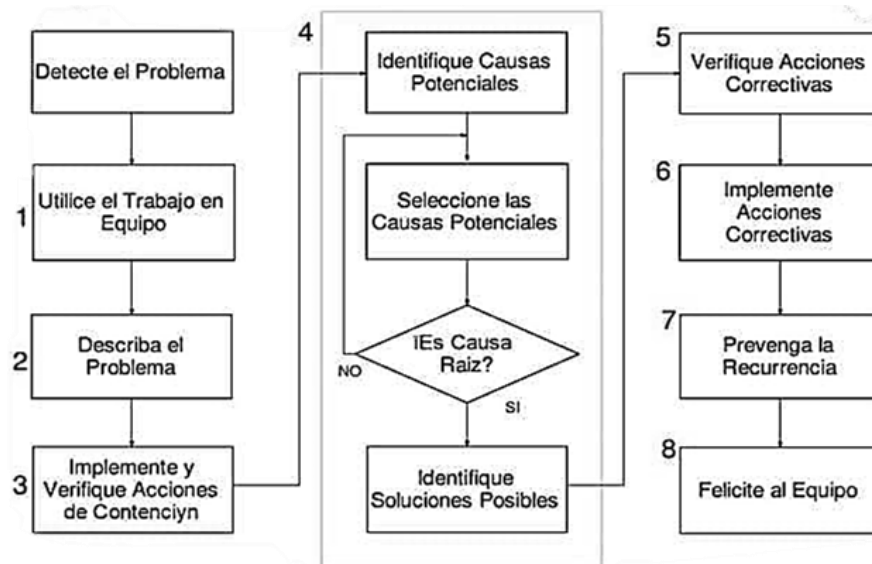 Detecte el Problema
1
Utilice el Trabajo en
Equipo
2
Describa el
Problema
3
Implemente y
Verifique Acciones
de Contenciyn
4
Identifique Causas
Potenciales
Seleccione las
Causas Potenciales
IEs Causa
Raiz?
NO
SI
Identifique
Soluciones Posibles
5
Verifique Acciones
Correctivas
6
Implemente
Acciones
Correctivas
7
Prevenga la
Recurrencia
8
Felicite al Equipo